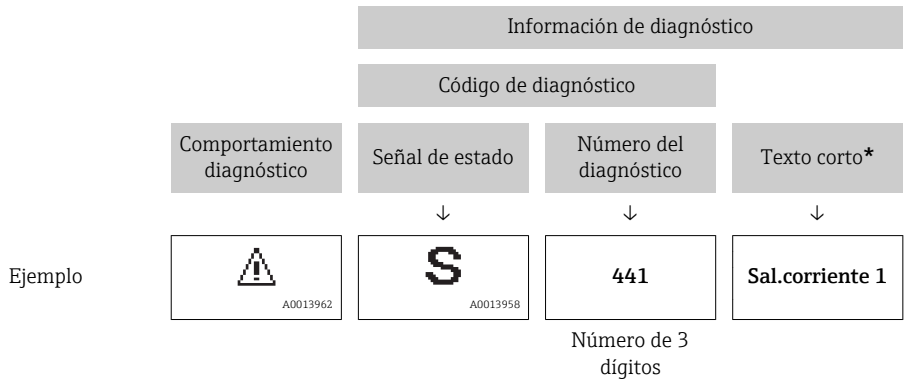 Información de diagnóstico
Código de diagnóstico
Comportamiento
diagnóstico
Señal de estado
Número del
diagnóstico
Texto corto*
↓ ↓ ↓
Ejemplo
A0013962
S
A0013958
441
Sal.corriente 1
Número de 3
dígitos